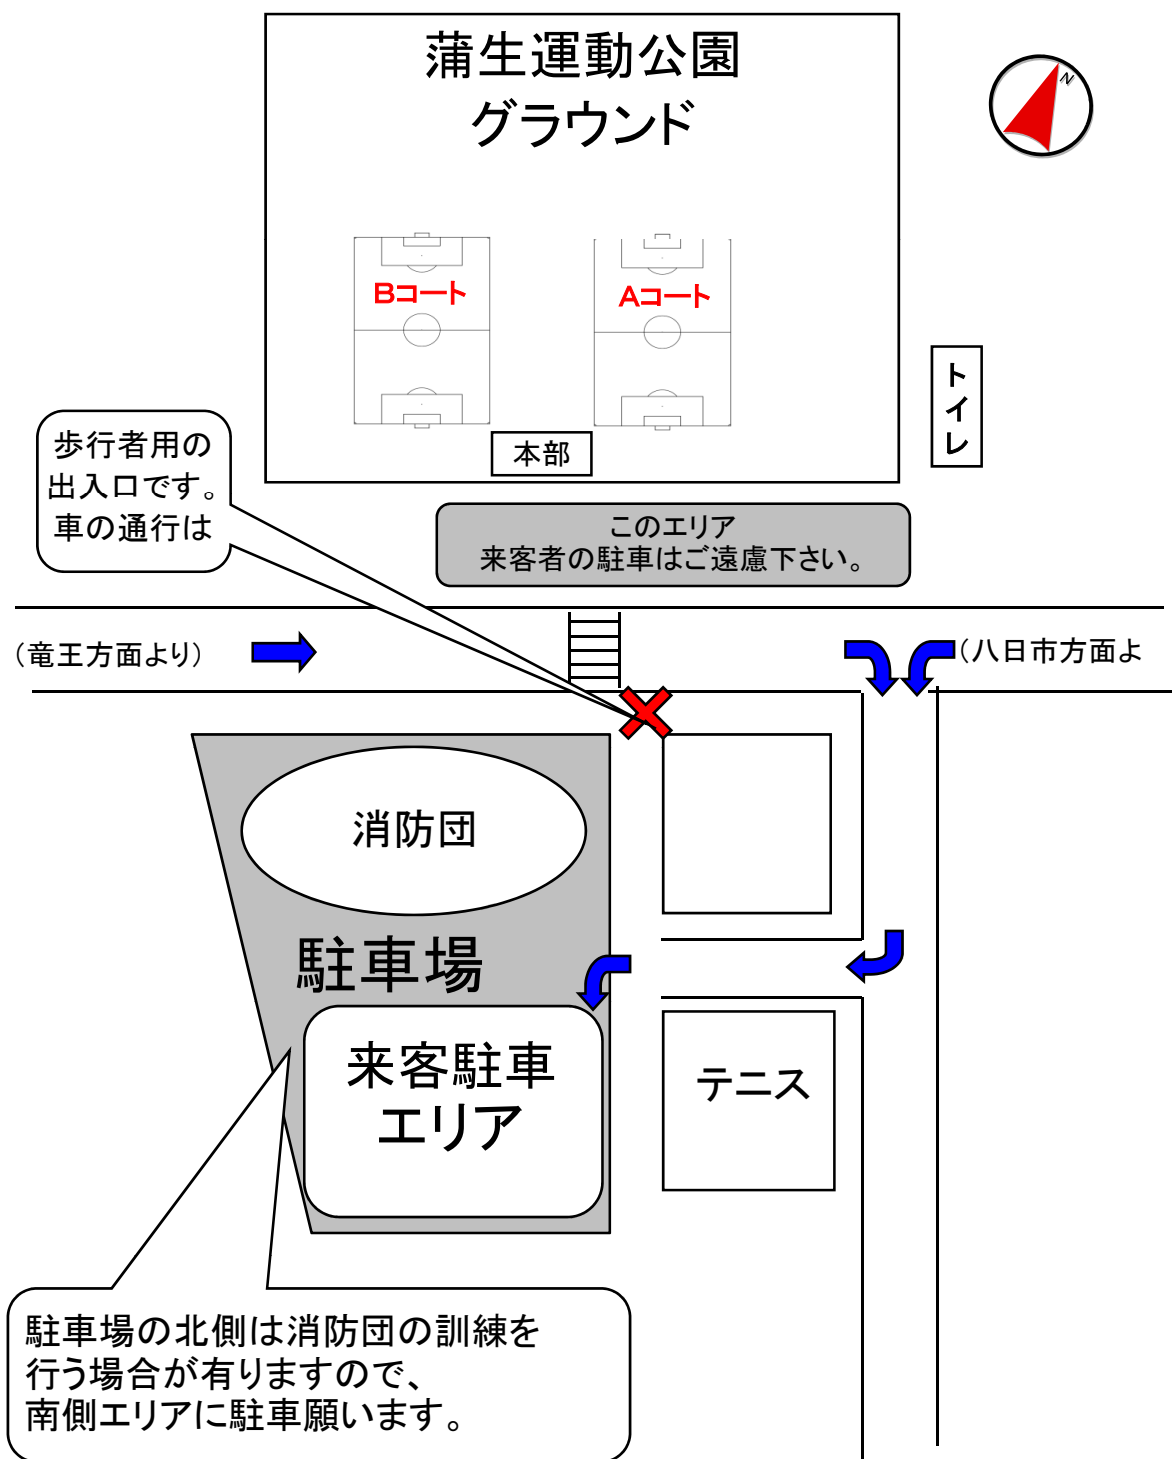 蒲生運動公園
グラウンド
N
Bコート
Aコート
トイレ
本部
歩行者用の
出入口です。
車の通行は
このエリア
来客者の駐車はご遠慮下さい。
(竜王方面より)
(八日市方面よ
消防団
駐車場
来客駐車
エリア
テニス
駐車場の北側は消防団の訓練を
行う場合が有りますので、
南側エリアに駐車願います。